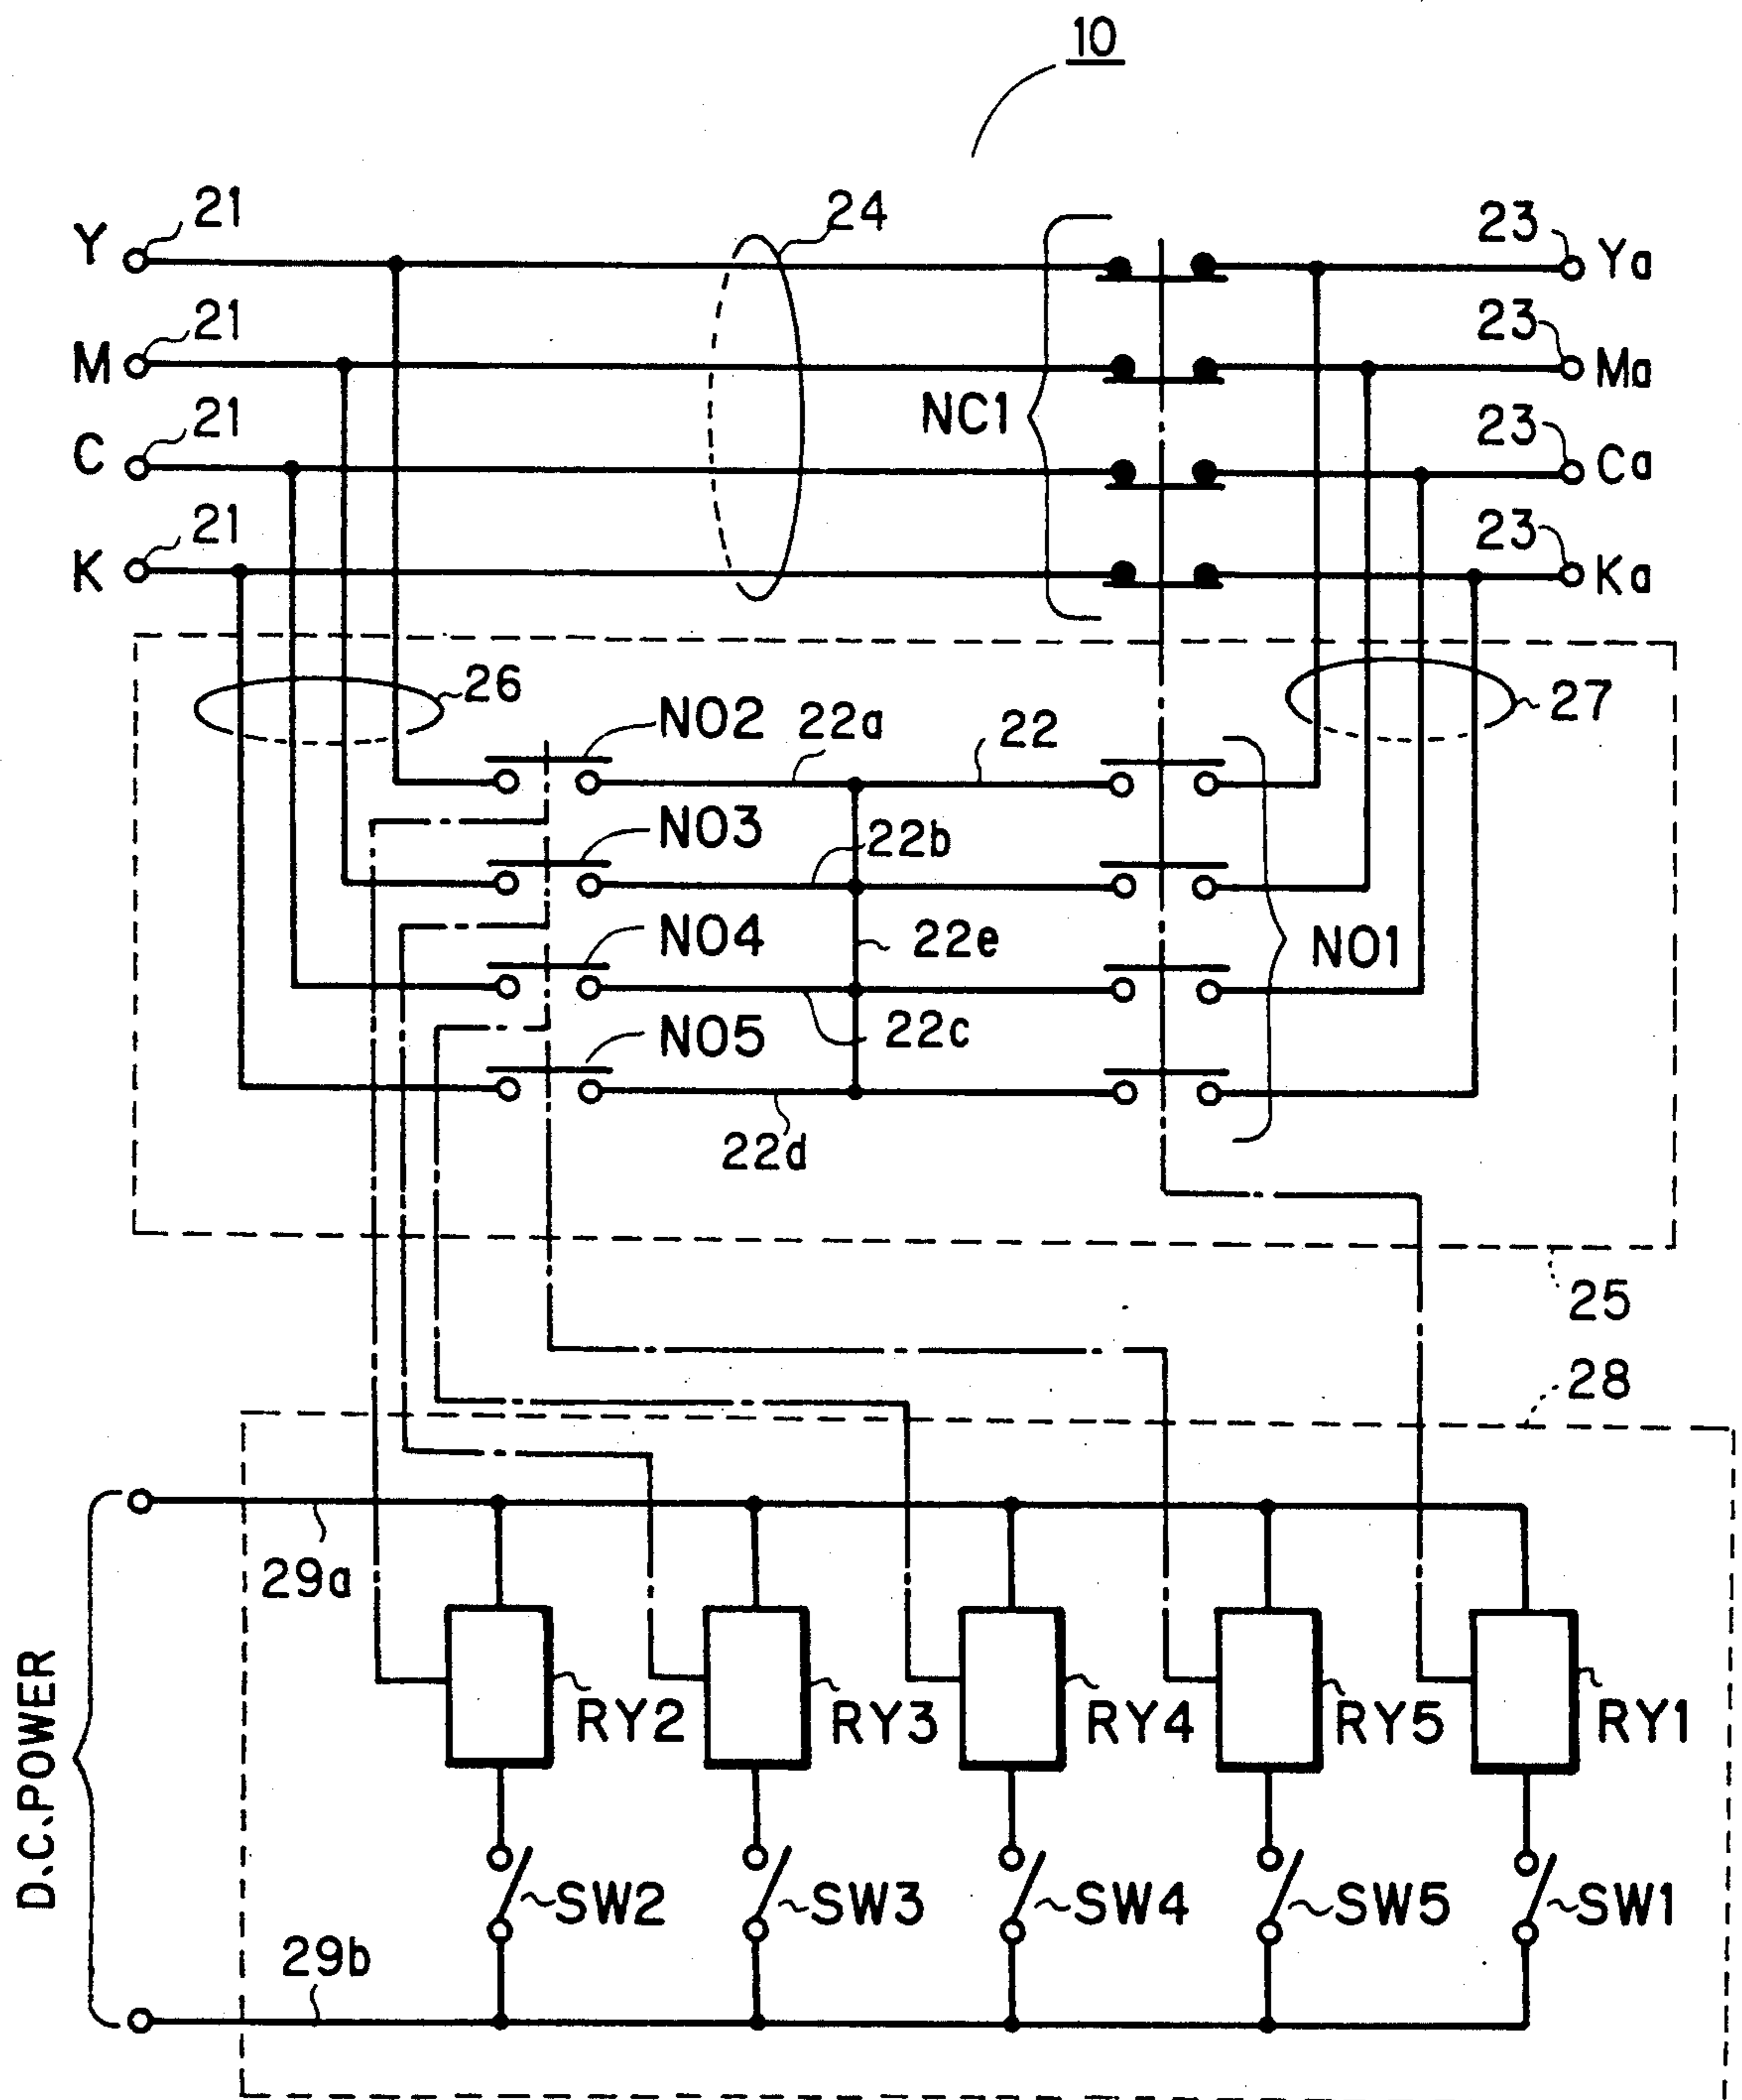 10
Y 21 24 23 Ya
M 21 23 Ma
NC1
C 21 23 Ca
K 21 23 Ka
26 27
NO2 22a 22
NO3 22b
NO4 22e NO1
NO5 22c
22d
25
28
29a
D.C.POWER
RY2 RY3 RY4 RY5 RY1
SW2 SW3 SW4 SW5 SW1
29b